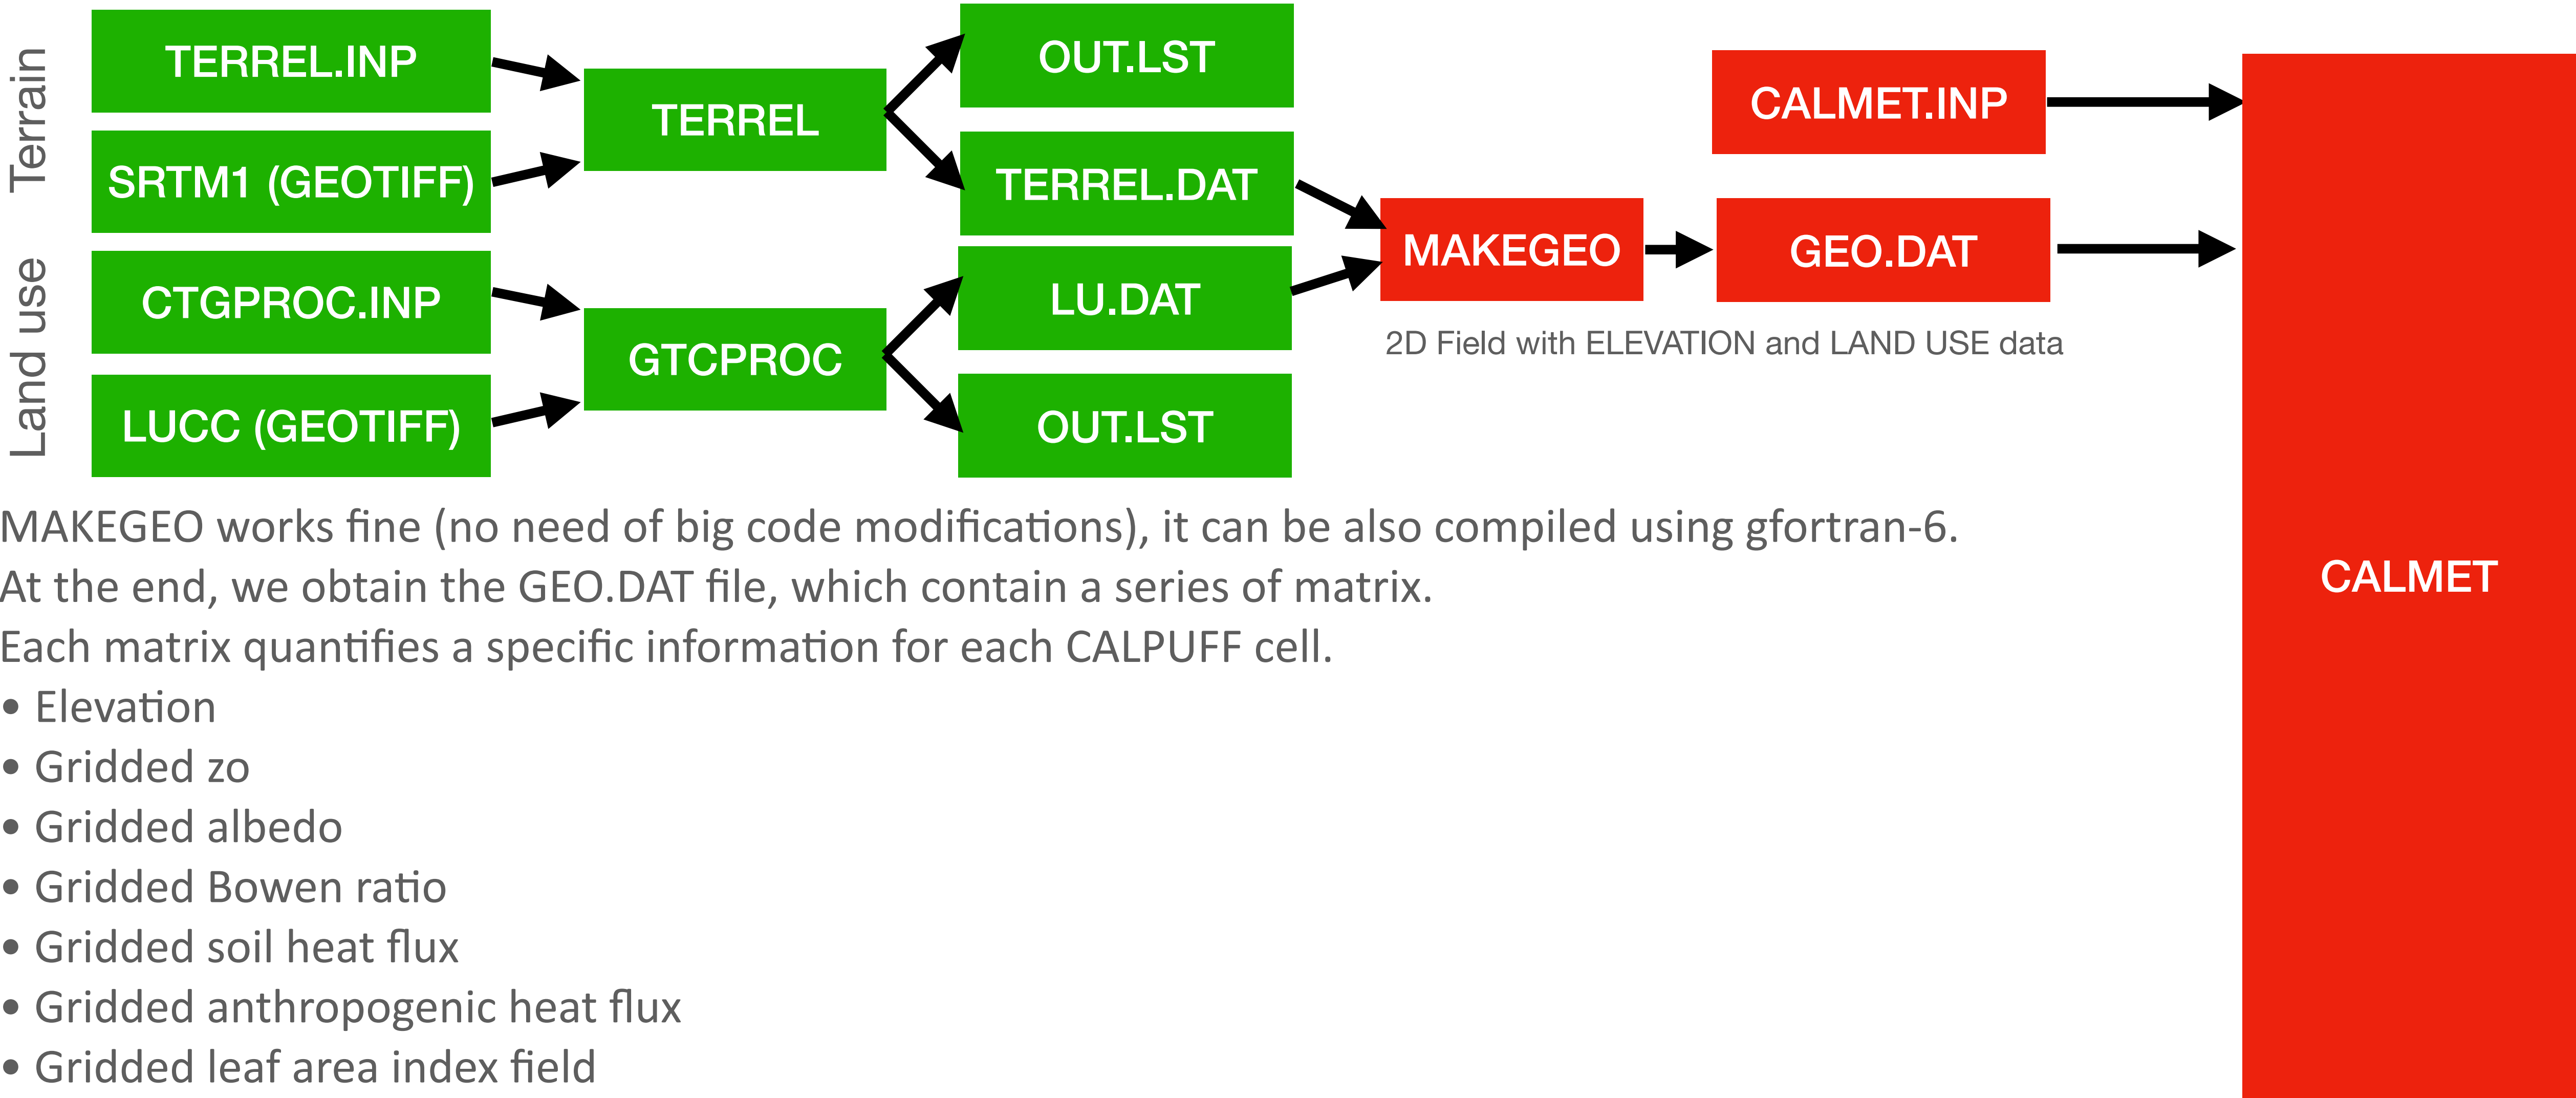 Terrain
TERREL.INP
SRTM1 (GEOTIFF)
TERREL
OUT.LST
TERREL.DAT
Land use
CTGPROC.INP
LUCC (GEOTIFF)
GTCPROC
LU.DAT
OUT.LST
MAKEGEO
CALMET.INP
GEO.DAT
2D Field with ELEVATION and LAND USE data
CALMET
MAKEGEO works fine (no need of big code modifications), it can be also compiled using gfortran-6.
At the end, we obtain the GEO.DAT file, which contain a series of matrix.
Each matrix quantifies a specific information for each CALPUFF cell.
• Elevation
• Gridded zo
• Gridded albedo
• Gridded Bowen ratio
• Gridded soil heat flux
• Gridded anthropogenic heat flux
• Gridded leaf area index field